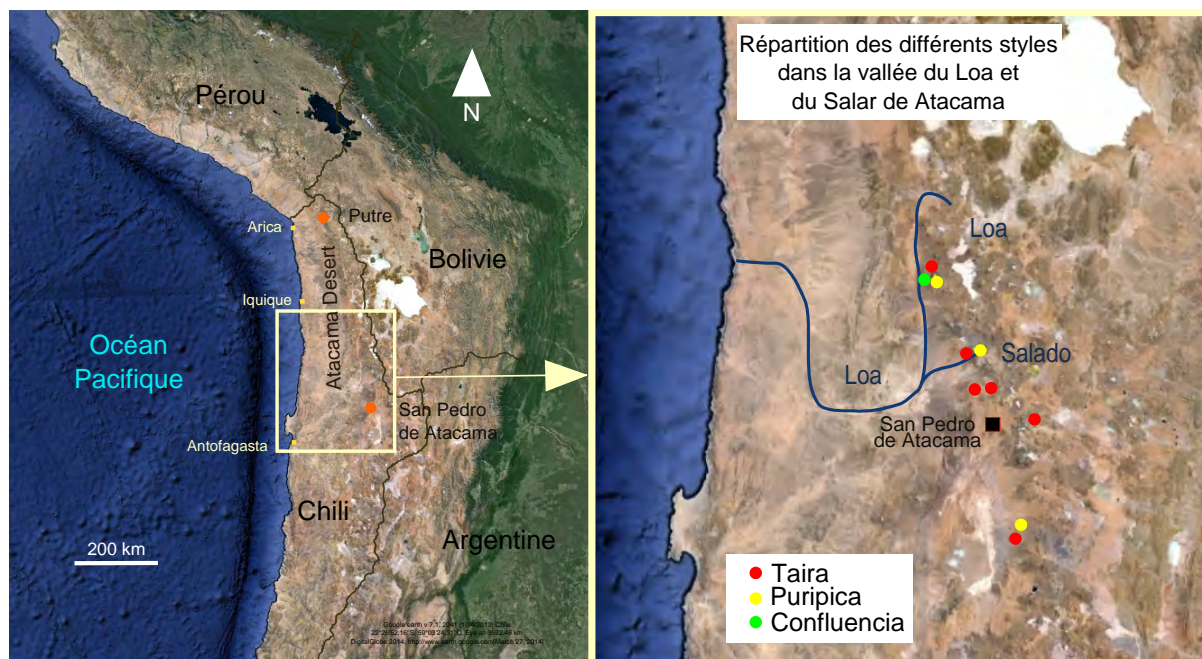 Pérou
N
Putre
Arica
Bolivie
Atacama Desert
Iquique
Océan
Pacifique
San Pedro
de Atacama
Antofagasta
Chili
200 km
Argentine
Répartition des différents styles
dans la vallée du Loa et
du Salar de Atacama
Loa
Salado
Loa
San Pedro
de Atacama
Taira
Puripica
Confluencia